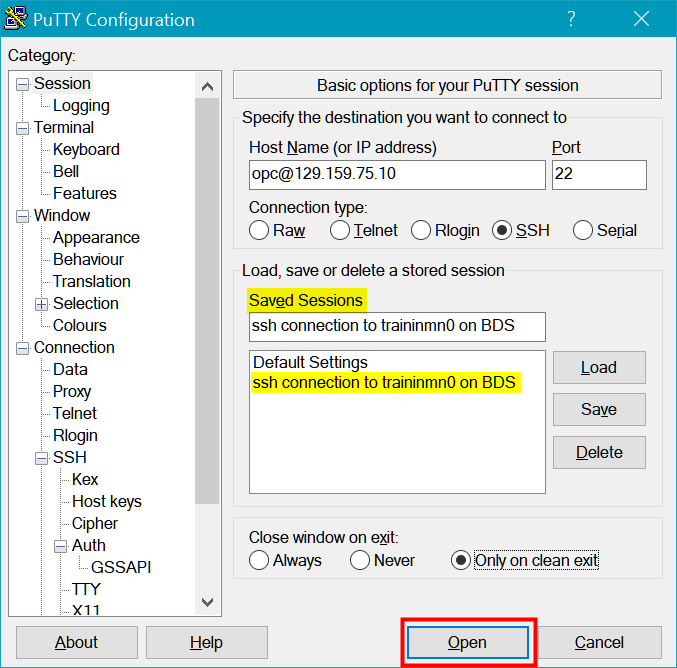 PuTTY Configuration
Category:
Session
Logging
Terminal
Keyboard
Bell
Features
Window
Appearance
Behaviour
Translation
Selection
Colours
Connection
Data
Proxy
Telnet
Rlogin
SSH
Kex
Host keys
Cipher
Auth
GSSAPI
TTY
X11
Basic options for your PuTTY session
Specify the destination you want to connect to
Host Name (or IP address) Port
opc@129.159.75.10 22
Connection type:
Raw Telnet Rlogin SSH Serial
Load, save or delete a stored session
Saved Sessions
ssh connection to traininmn0 on BDS
Default Settings
ssh connection to traininmn0 on BDS
Load
Save
Delete
Close window on exit:
Always Never Only on clean exit
About Help Open Cancel